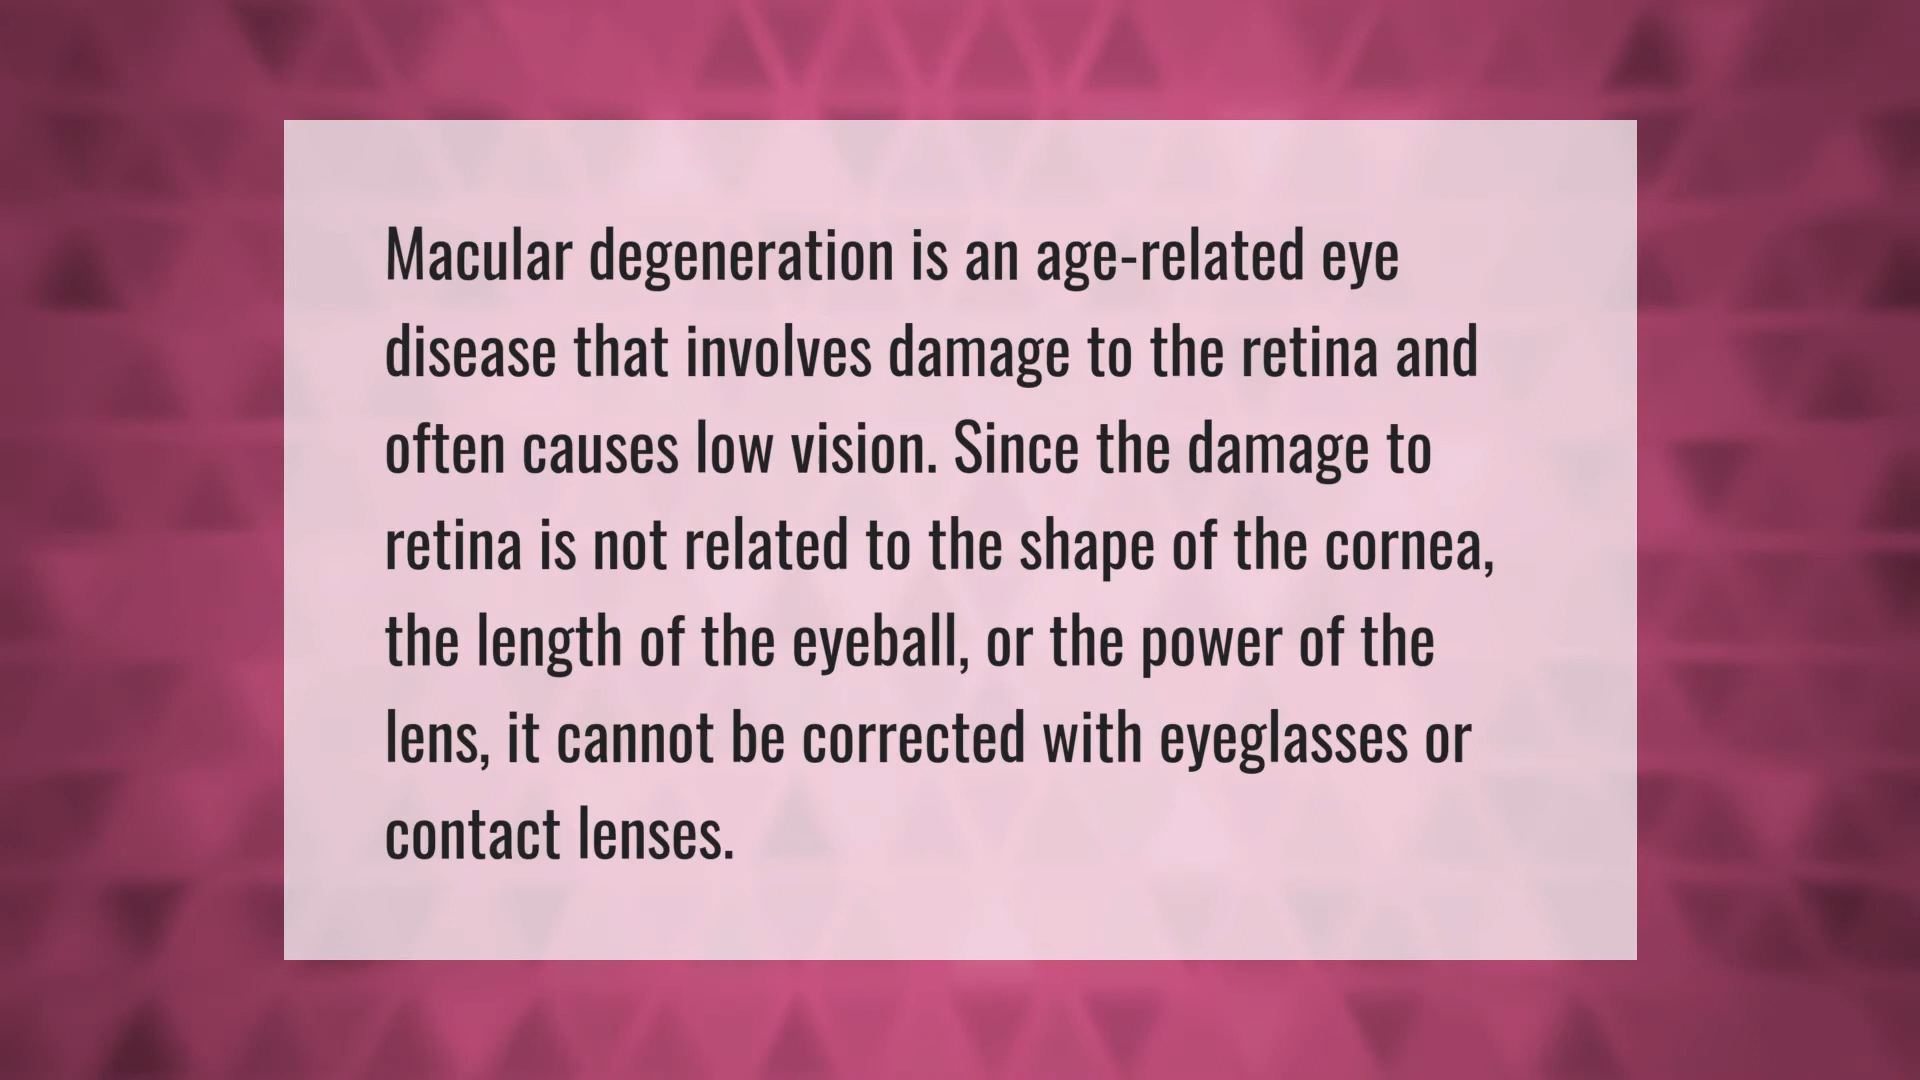 Macular degeneration is an age-related eye
disease that involves damage to the retina and
often causes low vision. Since the damage to
retina is not related to the shape of the cornea,
the length of the eyeball, or the power of the
lens, it cannot be corrected with eyeglasses or
contact lenses.